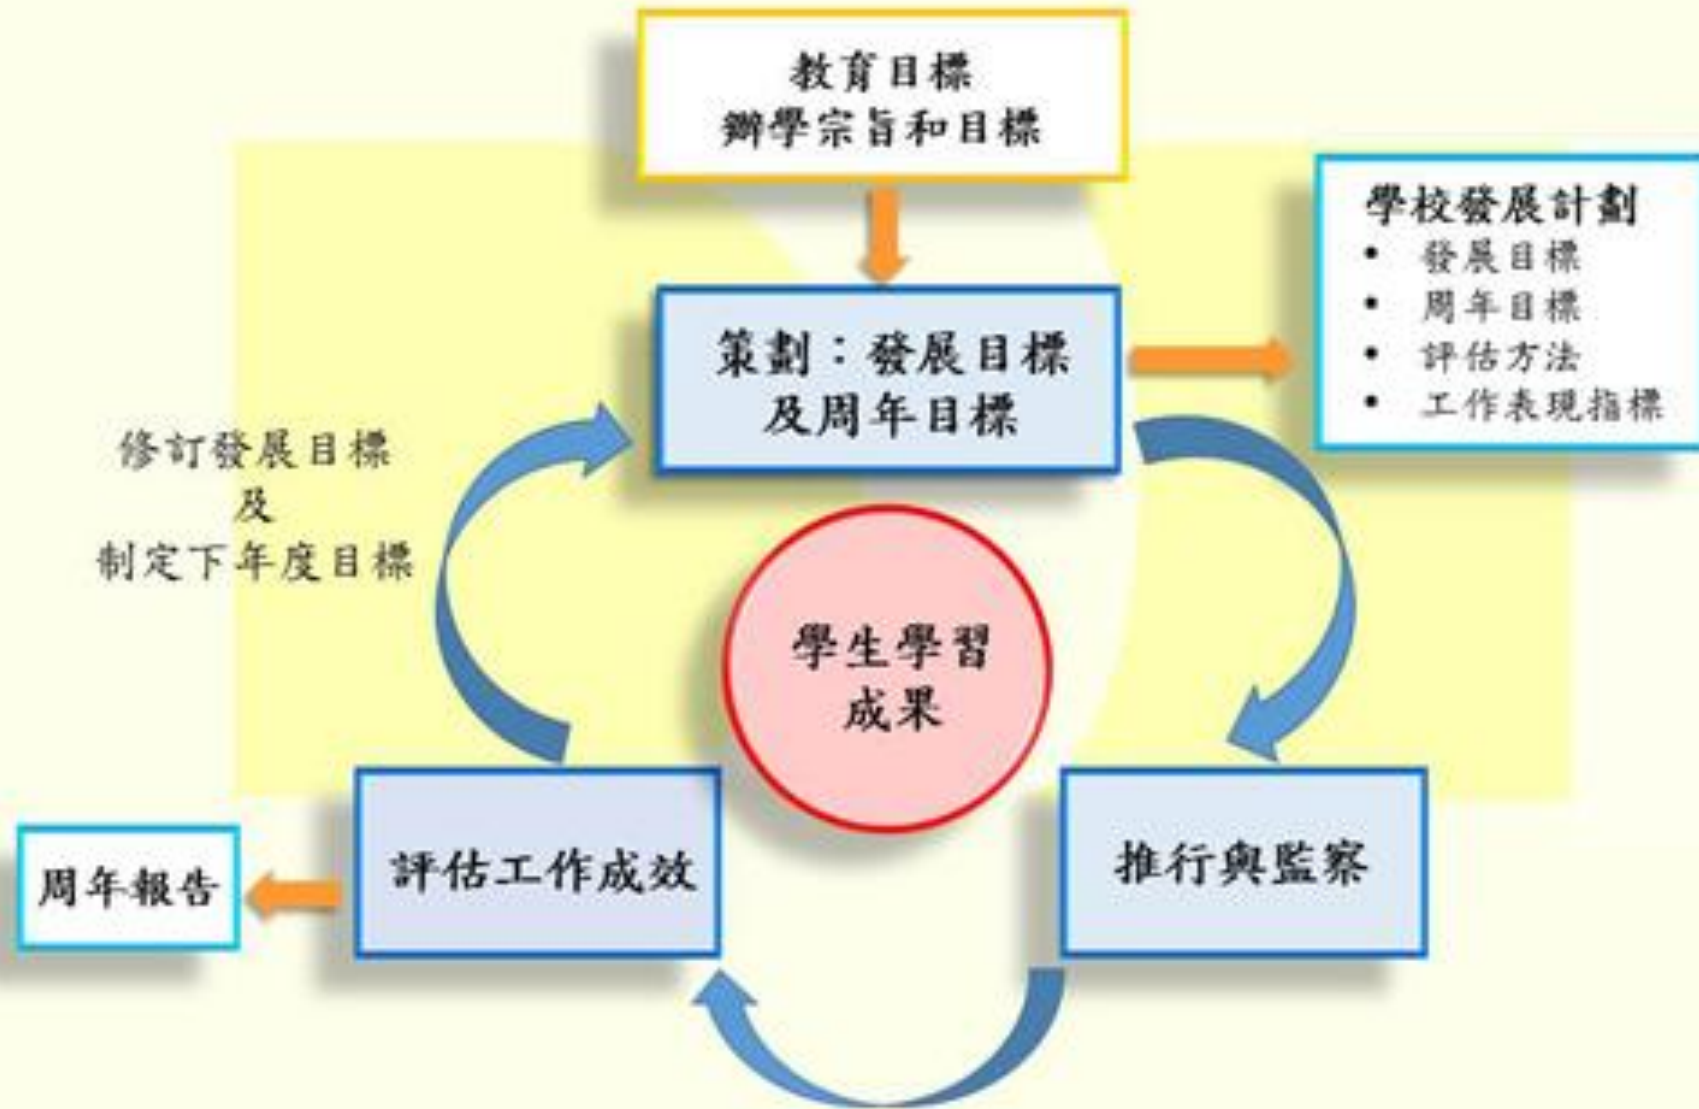 教育目標
辦學宗旨和目標
學校發展計劃
• 發展目標
• 周年目標
• 評估方法
• 工作表現指標
策劃：發展目標
及周年目標
修訂發展目標
及
制定下年度目標
學生學習
成果
評估工作成效
推行與監察
周年報告